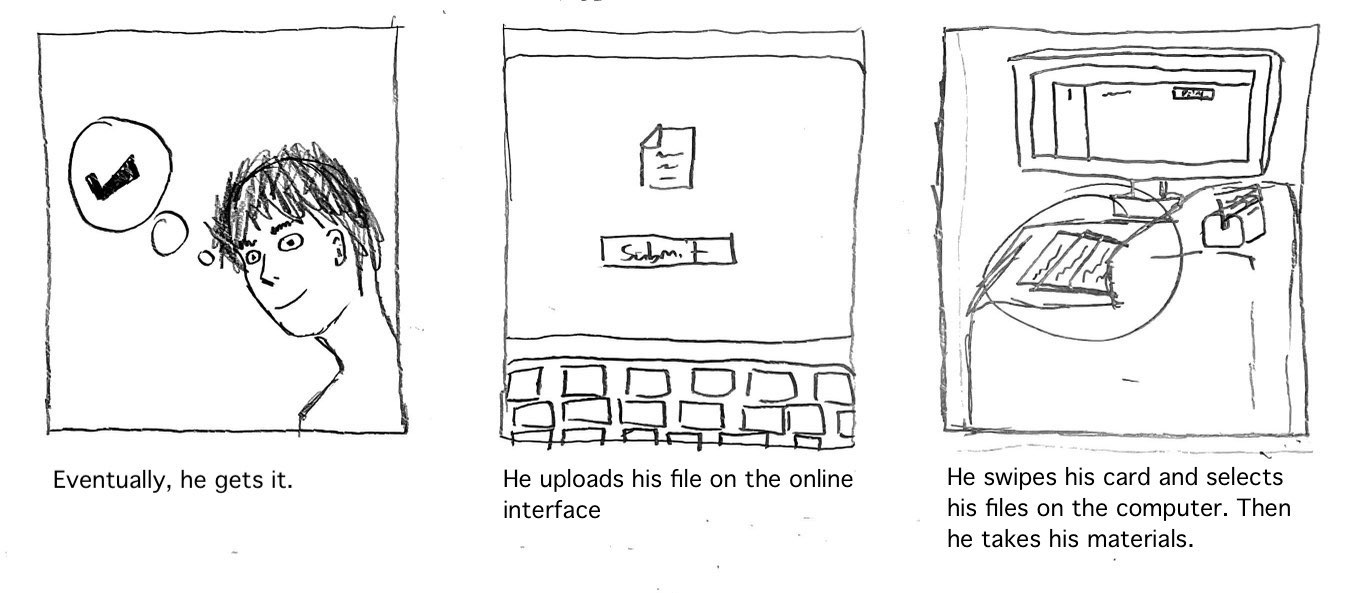 Submit
Eventually, he gets it.
He uploads his file on the online
interface
He swipes his card and selects
his files on the computer. Then
he takes his materials.